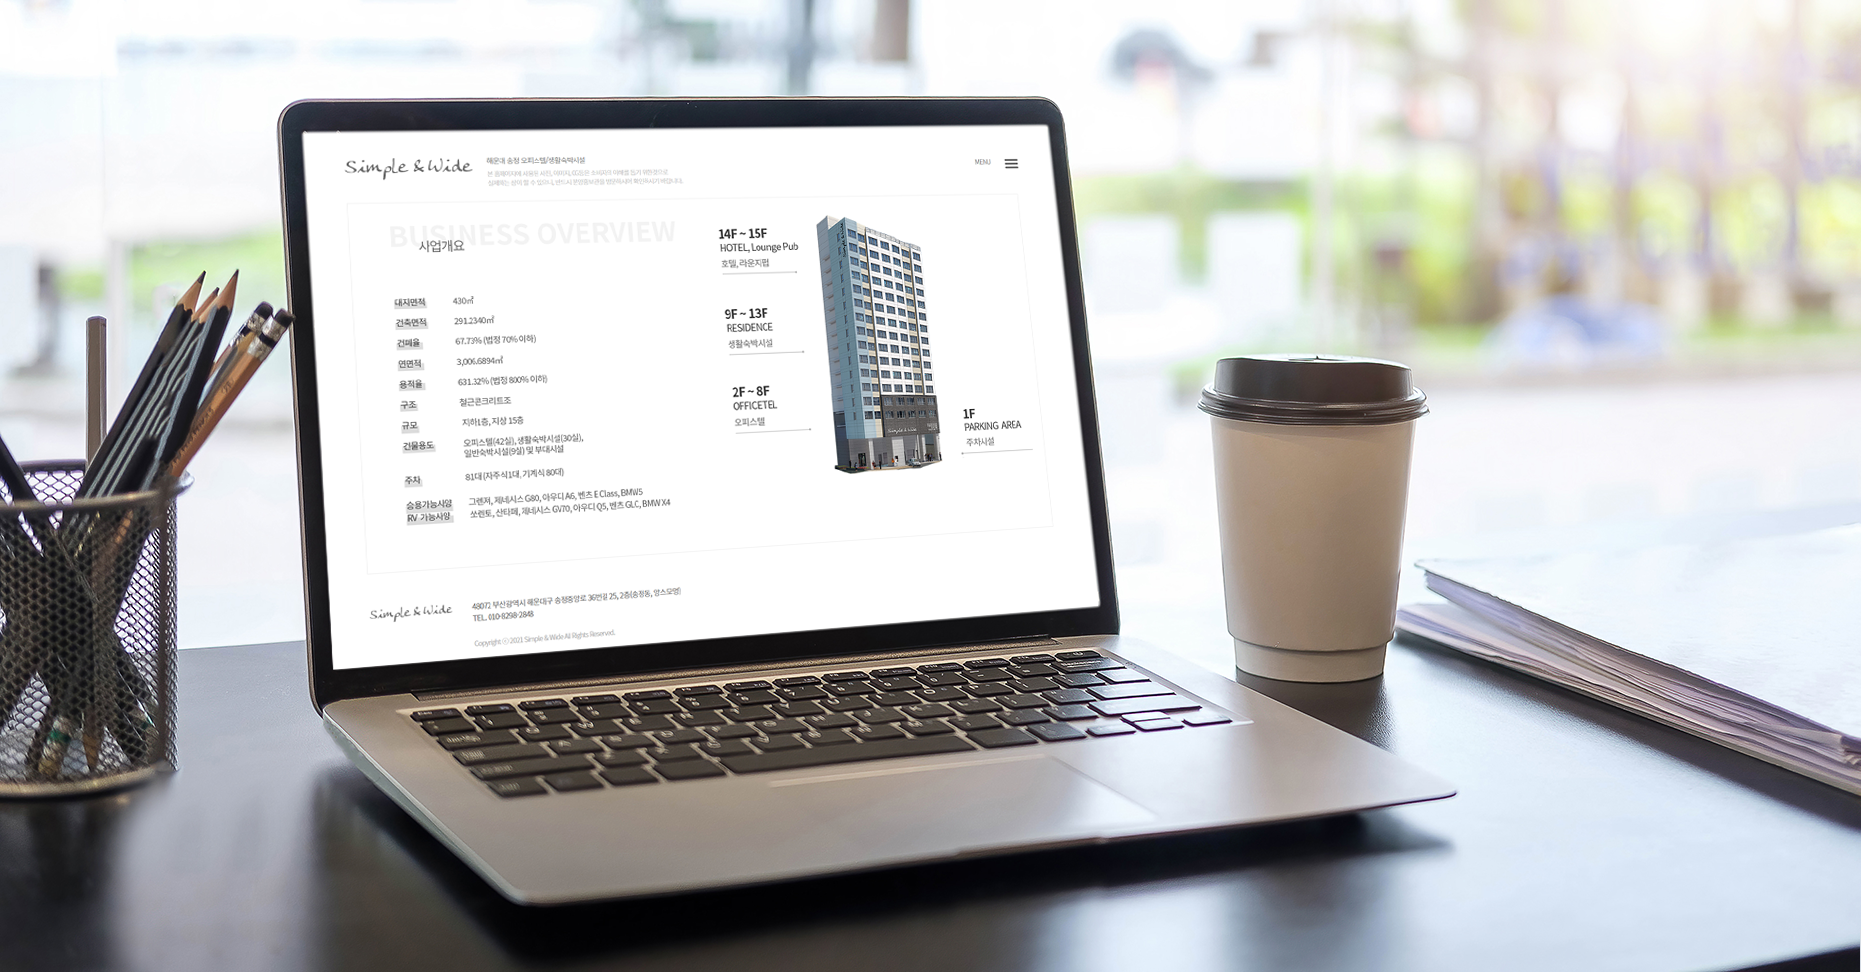 Simple & Wide
해운대 송정 오피스텔/생활숙박시설
MENU
BUSINESS OVERVIEW
사업개요
대지면적 430㎡
건축면적 291.2340㎡
건폐율 67.73% (법정 70% 이하)
연면적 3,006.6894㎡
용적율 631.32% (법정 800% 이하)
구조 철근콘크리트조
규모 지하1층, 지상 15층
건물용도 오피스텔(42실), 생활숙박시설(30실),
일반숙박시설(9실) 및 부대시설
주차 81대 (자주식1대, 기계식 80대)
승용가능사양 그렌저, 제네시스 G80, 아우디 A6, 벤츠 E Class, BMW5
RV 가능사양 쏘렌토, 산타페, 제네시스 GV70, 아우디 Q5, 벤츠 GLC, BMW X4
14F ~ 15F
HOTEL, Lounge Pub
호텔, 라운지펍
9F ~ 13F
RESIDENCE
생활숙박시설
2F ~ 8F
OFFICETEL
오피스텔
Simple & Wide
1F
PARKING AREA
주차시설
Simple & Wide
48072 부산광역시 해운대구 송정중앙로 36번길 25, 2층(송정동, 양스모텔)
TEL. 010-8298-2848
Copyright ⓒ 2021 Simple & Wide All Rights Reserved.